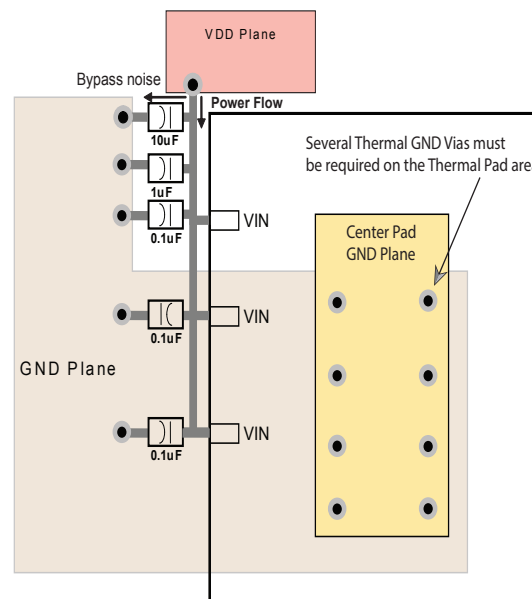 VDD Plane
Bypass noise
Power Flow
10uF
Several Thermal GND Vias must
be required on the Thermal Pad are
1uF
0.1uF
VIN
Center Pad
GND Plane
VIN
0.1uF
GND Plane
VIN
0.1uF